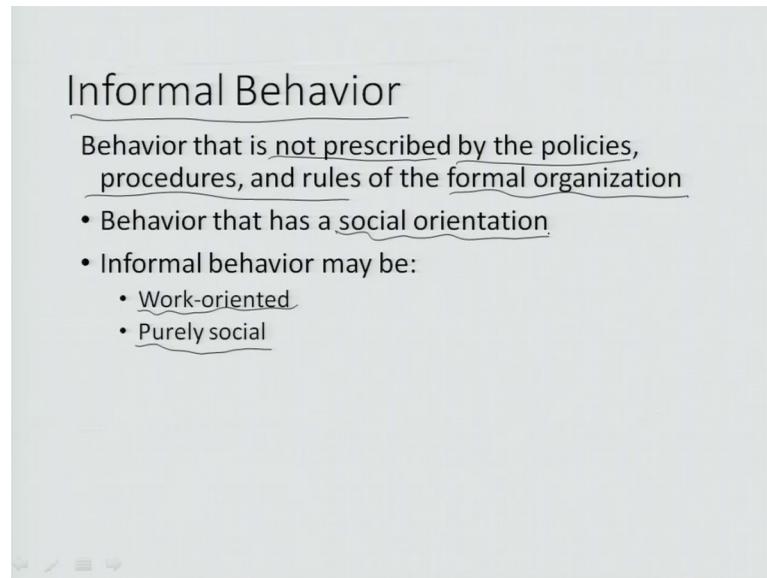 Informal Behavior
Behavior that is not prescribed by the policies,
procedures, and rules of the formal organization
• Behavior that has a social orientation
• Informal behavior may be:
• Work-oriented
• Purely social